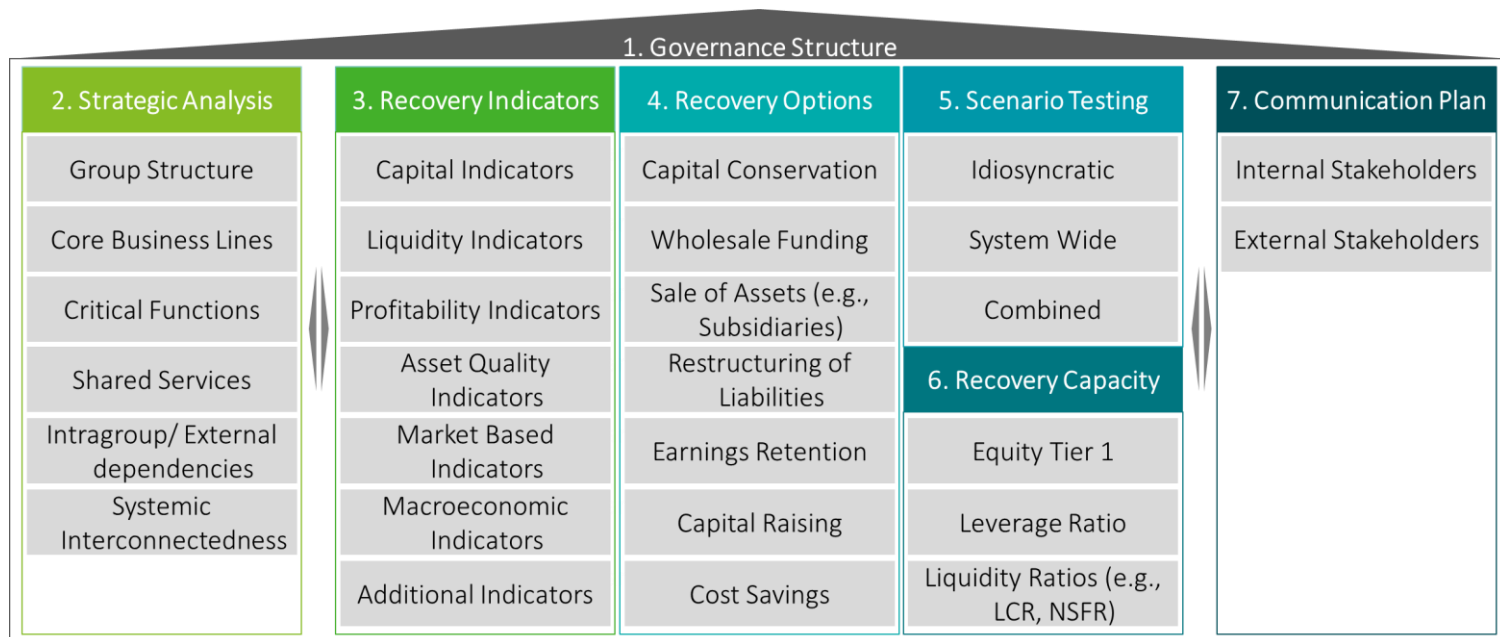 1. Governance Structure
2. Strategic Analysis
Group Structure
Core Business Lines
Critical Functions
Shared Services
Intragroup/ External
dependencies
Systemic
Interconnectedness
3. Recovery Indicators
Capital Indicators
Liquidity Indicators
Profitability Indicators
Asset Quality
Indicators
Market Based
Indicators
Macroeconomic
Indicators
Additional Indicators
4. Recovery Options
Capital Conservation
Wholesale Funding
Sale of Assets (e.g.,
Subsidiaries)
Restructuring of
Liabilities
Earnings Retention
Capital Raising
Cost Savings
5. Scenario Testing
Idiosyncratic
System Wide
Combined
6. Recovery Capacity
Equity Tier 1
Leverage Ratio
Liquidity Ratios (e.g.,
LCR, NSFR)
7. Communication Plan
Internal Stakeholders
External Stakeholders